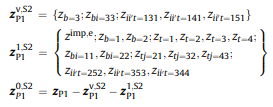 z_{P1}^{v,S2} = {z_{b=3}; z_{bi=33}; z_{ii't=131}, z_{ii't=141}, z_{ii't=151}}
z_{P1}^{1,S2} = { z^{imp,e}; z_{b=1}, z_{b=2}; z_{t=1}, z_{t=2}, z_{t=3}, z_{t=4};
z_{bi=11}, z_{bi=22}; z_{tj=21}, z_{tj=32}, z_{tj=43};
z_{ii't=252}, z_{ii't=353}, z_{ii't=344} }
z_{P1}^{0,S2} = z_{P1} − z_{P1}^{v,S2} − z_{P1}^{1,S2}